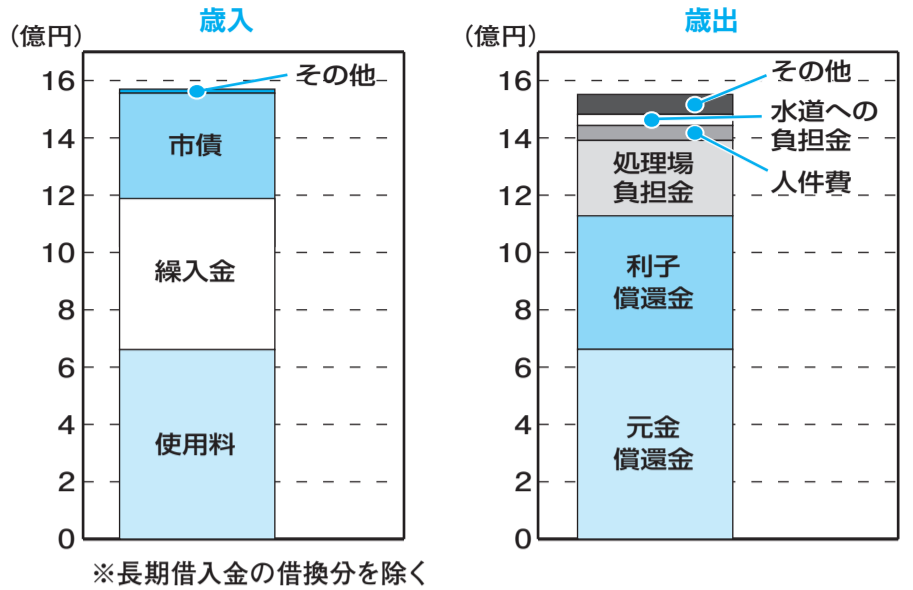 歳入
(億円)
16
14
12
10
8
6
4
2
0
その他
市債
繰入金
使用料
※長期借入金の借換分を除く
歳出
(億円)
16
14
12
10
8
6
4
2
0
その他
水道への
負担金
人件費
処理場
負担金
利子
償還金
元金
償還金